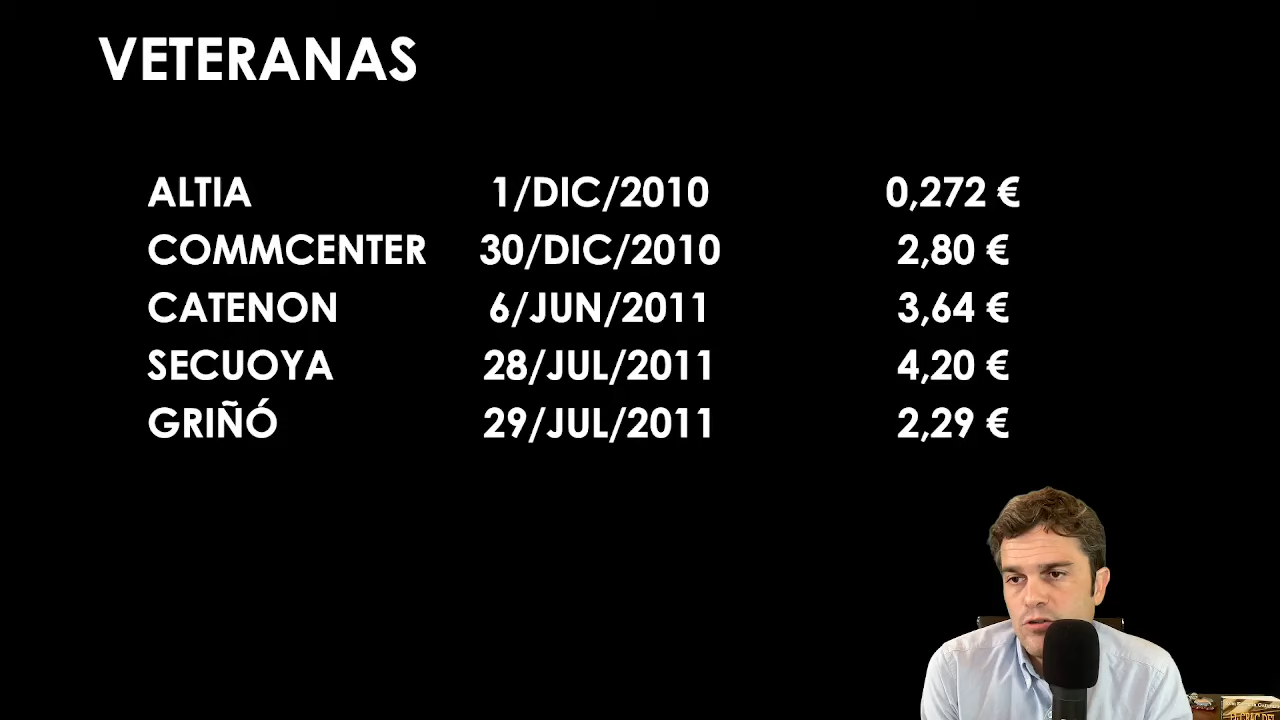 VETERANAS
ALTIA 1/DIC/2010 0,272 €
COMMCENTER 30/DIC/2010 2,80 €
CATENON 6/JUN/2011 3,64 €
SECUOYA 28/JUL/2011 4,20 €
GRIÑÓ 29/JUL/2011 2,29 €